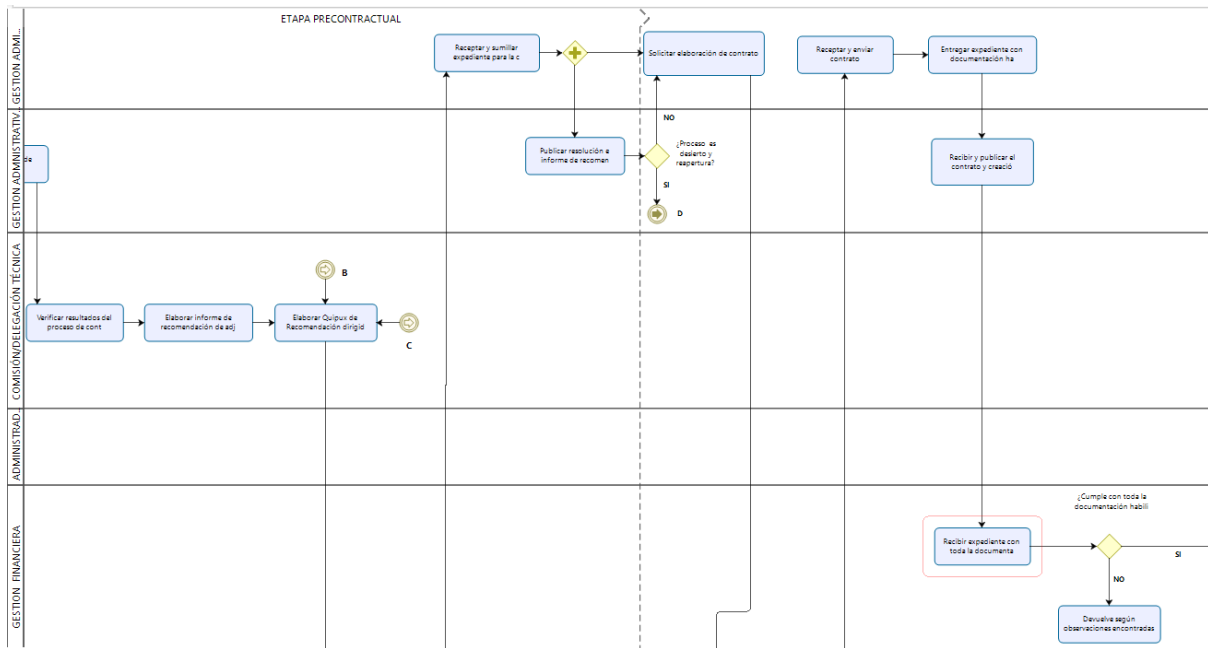 ETAPA PRECONTRACTUAL
GESTION ADMI...
Receptar y sumillar
expediente para la c
Solicitar elaboración de contrato
Receptar y enviar
contrato
Entregar expediente con
documentación ha
GESTION ADMINISTRATIV...
de
Publicar resolución e
informe de recomen
NO
¿Proceso es
desierto y
reapertura?
SI
D
Recibir y publicar el
contrato y creació
COMISIÓN/DELEGACIÓN TÉCNICA
B
Verificar resultados del
proceso de cont
Elaborar informe de
recomendación de adj
Elaborar Quipux de
Recomendación dirigid
C
ADMINISTRAD...
GESTION FINANCIERA
¿Cumple con toda la
documentación habili
Recibir expediente con
toda la documenta
SI
NO
Devuelve según
observaciones encontradas